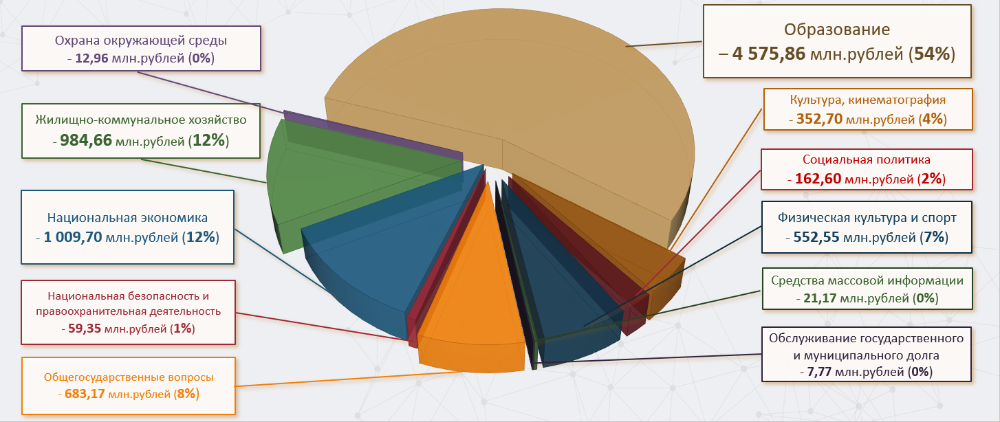 Охрана окружающей среды
- 12,96 млн.рублей (0%)
Жилищно-коммунальное хозяйство
- 984,66 млн.рублей (12%)
Национальная экономика
- 1 009,70 млн.рублей (12%)
Национальная безопасность и
правоохранительная деятельность
- 59,35 млн.рублей (1%)
Общегосударственные вопросы
- 683,17 млн.рублей (8%)
Образование
– 4 575,86 млн.рублей (54%)
Культура, кинематография
- 352,70 млн.рублей (4%)
Социальная политика
- 162,60 млн.рублей (2%)
Физическая культура и спорт
- 552,55 млн.рублей (7%)
Средства массовой информации
- 21,17 млн.рублей (0%)
Обслуживание государственного
и муниципального долга
- 7,77 млн.рублей (0%)